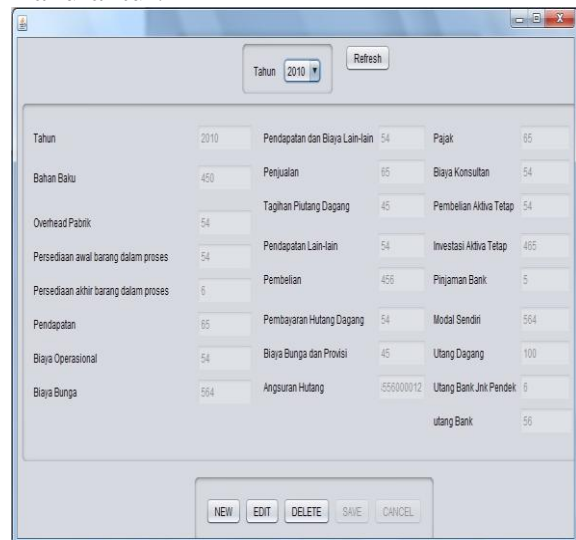 Refresh
Tahun 2010
Tahun 2010
Bahan Baku 450
Overhead Pabrik 54
Persediaan awal barang dalam proses 54
Persediaan akhir barang dalam proses 6
Pendapatan 65
Biaya Operasional 54
Biaya Bunga 564
Pendapatan dan Biaya Lain-lain 54
Penjualan 65
Tagihan Piutang Dagang 45
Pendapatan Lain-lain 54
Pembelian 456
Pembayaran Hutang Dagang 54
Biaya Bunga dan Provisi 45
Angsuran Hutang 556000012
Pajak 65
Biaya Konsultan 54
Pembelian Aktiva Tetap 54
Investasi Aktiva Tetap 465
Pinjaman Bank 5
Modal Sendiri 564
Utang Dagang 100
Utang Bank Jnk Pendek 6
utang Bank 56
NEW EDIT DELETE SAVE CANCEL